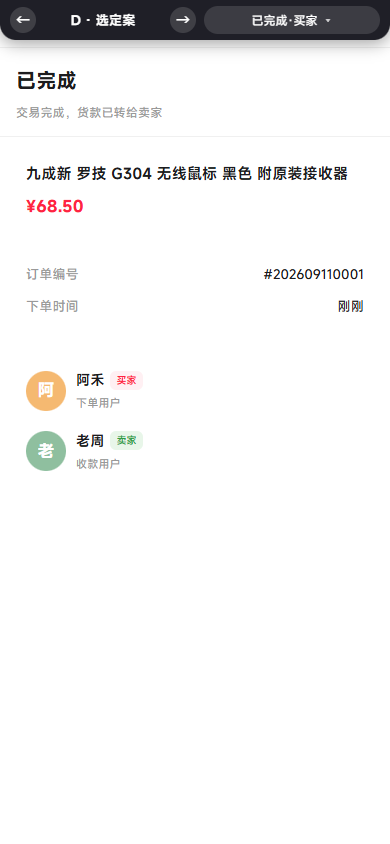 ← D · 选定案 → 已完成·买家
已完成
交易完成，货款已转给卖家
九成新 罗技 G304 无线鼠标 黑色 附原装接收器
¥68.50
订单编号 #202609110001
下单时间 刚刚
阿 阿禾 买家
下单用户
老 老周 卖家
收款用户